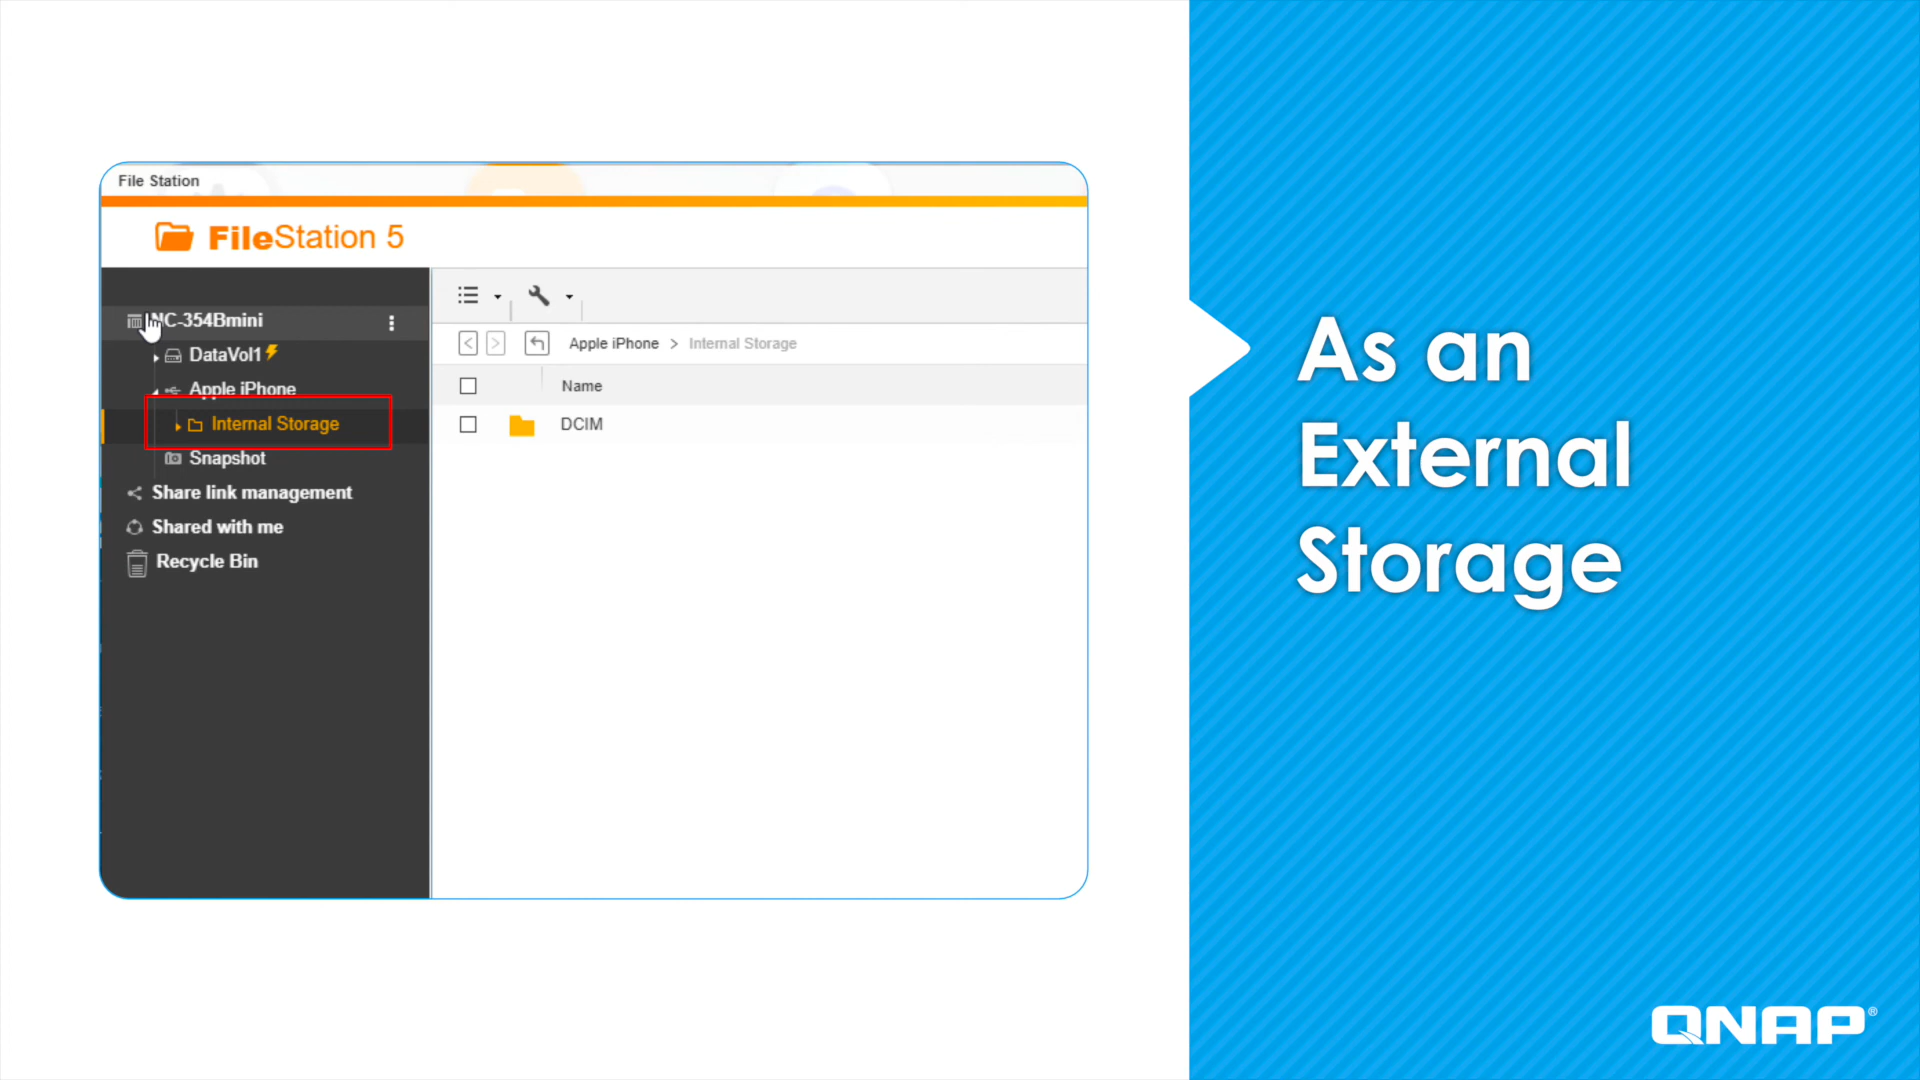 File Station
FileStation 5
NC-354Bmini
DataVol1
Apple iPhone
Internal Storage
Snapshot
Share link management
Shared with me
Recycle Bin
Apple iPhone > Internal Storage
Name
DCIM
As an
External
Storage
QNAP®